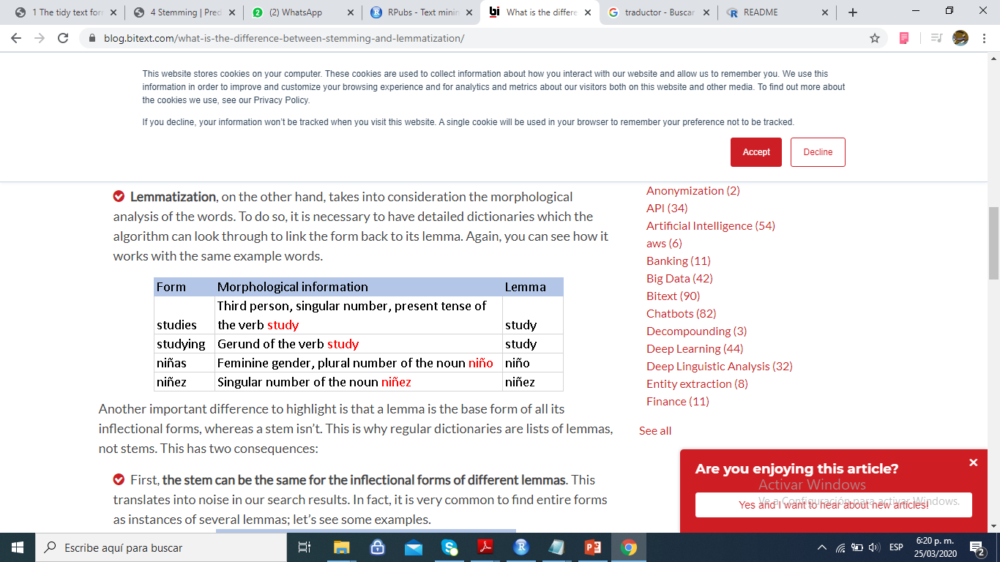 1 The tidy text for
4 Stemming | Pred
(2) WhatsApp
RPubs - Text minin
What is the differe
traductor - Buscar
README
blog.bitext.com/what-is-the-difference-between-stemming-and-lemmatization/
This website stores cookies on your computer. These cookies are used to collect information about how you interact with our website and allow us to remember you. We use this
information in order to improve and customize your browsing experience and for analytics and metrics about our visitors both on this website and other media. To find out more about
the cookies we use, see our Privacy Policy.
If you decline, your information won't be tracked when you visit this website. A single cookie will be used in your browser to remember your preference not to be tracked.
Accept
Decline
Lemmatization, on the other hand, takes into consideration the morphological
analysis of the words. To do so, it is necessary to have detailed dictionaries which the
algorithm can look through to link the form back to its lemma. Again, you can see how it
works with the same example words.
Form Morphological information Lemma
Third person, singular number, present tense of
studies the verb study study
studying Gerund of the verb study study
niñas Feminine gender, plural number of the noun niño niño
niñez Singular number of the noun niñez niñez
Another important difference to highlight is that a lemma is the base form of all its
inflectional forms, whereas a stem isn't. This is why regular dictionaries are lists of lemmas,
not stems. This has two consequences:
First, the stem can be the same for the inflectional forms of different lemmas. This
translates into noise in our search results. In fact, it is very common to find entire forms
as instances of several lemmas; let's see some examples.
Anonymization (2)
API (34)
Artificial Intelligence (54)
aws (6)
Banking (11)
Big Data (42)
Bitext (90)
Chatbots (82)
Decompounding (3)
Deep Learning (44)
Deep Linguistic Analysis (32)
Entity extraction (8)
Finance (11)
See all
Are you enjoying this article?
Activar Windows
Ve a Configuración para activar Windows.
Yes and I want to hear about new articles!
Escribe aquí para buscar
ESP
6:20 p. m.
25/03/2020
2